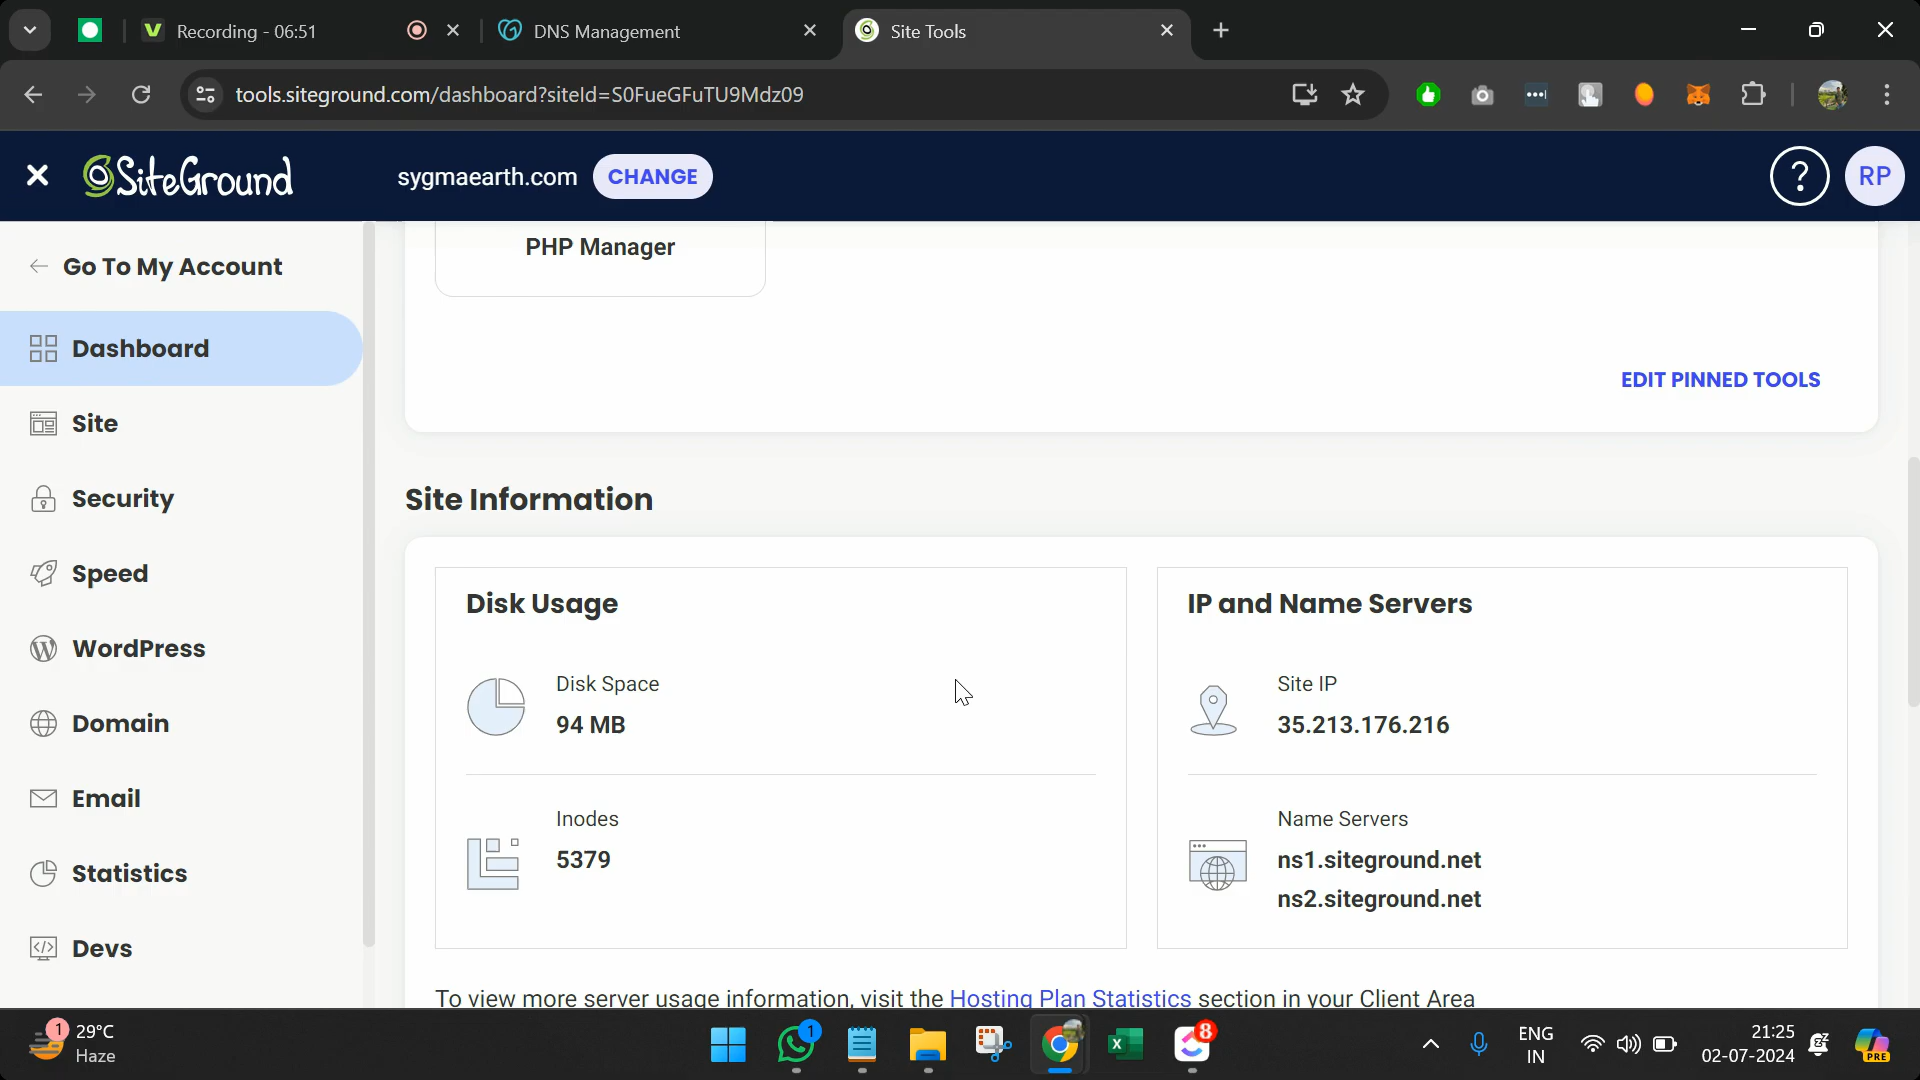 Recording - 06:51
DNS Management
Site Tools
tools.siteground.com/dashboard?siteId=S0FueGFuTU9Mdz09
SiteGround
sygmaearth.com
CHANGE
?
RP
Go To My Account
Dashboard
Site
Security
Speed
WordPress
Domain
Email
Statistics
Devs
PHP Manager
EDIT PINNED TOOLS
Site Information
Disk Usage
Disk Space
94 MB
Inodes
5379
IP and Name Servers
Site IP
35.213.176.216
Name Servers
ns1.siteground.net
ns2.siteground.net
To view more server usage information, visit the Hosting Plan Statistics section in your Client Area
1
29°C
Haze
1
8
PRE
ENG
IN
21:25
02-07-2024